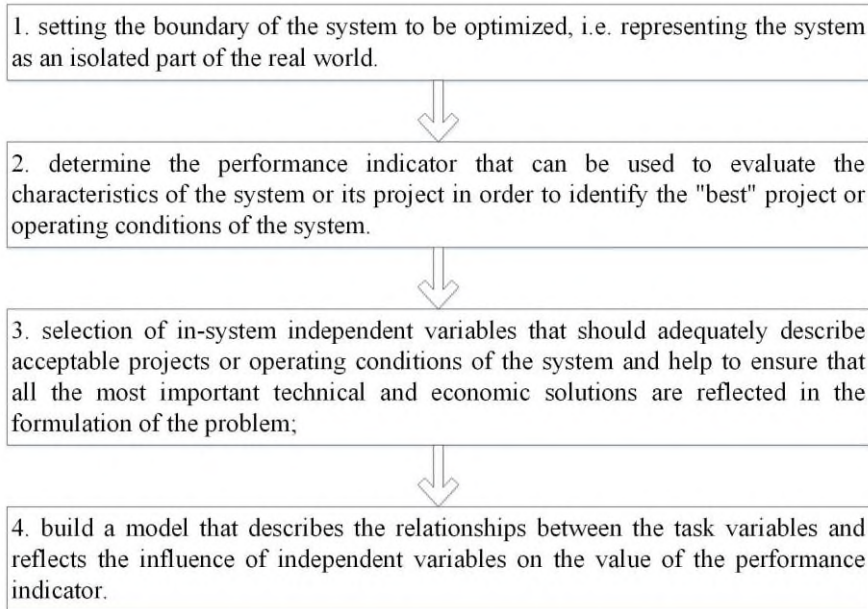 1. setting the boundary of the system to be optimized, i.e. representing the system
as an isolated part of the real world.
2. determine the performance indicator that can be used to evaluate the
characteristics of the system or its project in order to identify the "best" project or
operating conditions of the system.
3. selection of in-system independent variables that should adequately describe
acceptable projects or operating conditions of the system and help to ensure that
all the most important technical and economic solutions are reflected in the
formulation of the problem;
4. build a model that describes the relationships between the task variables and
reflects the influence of independent variables on the value of the performance
indicator.